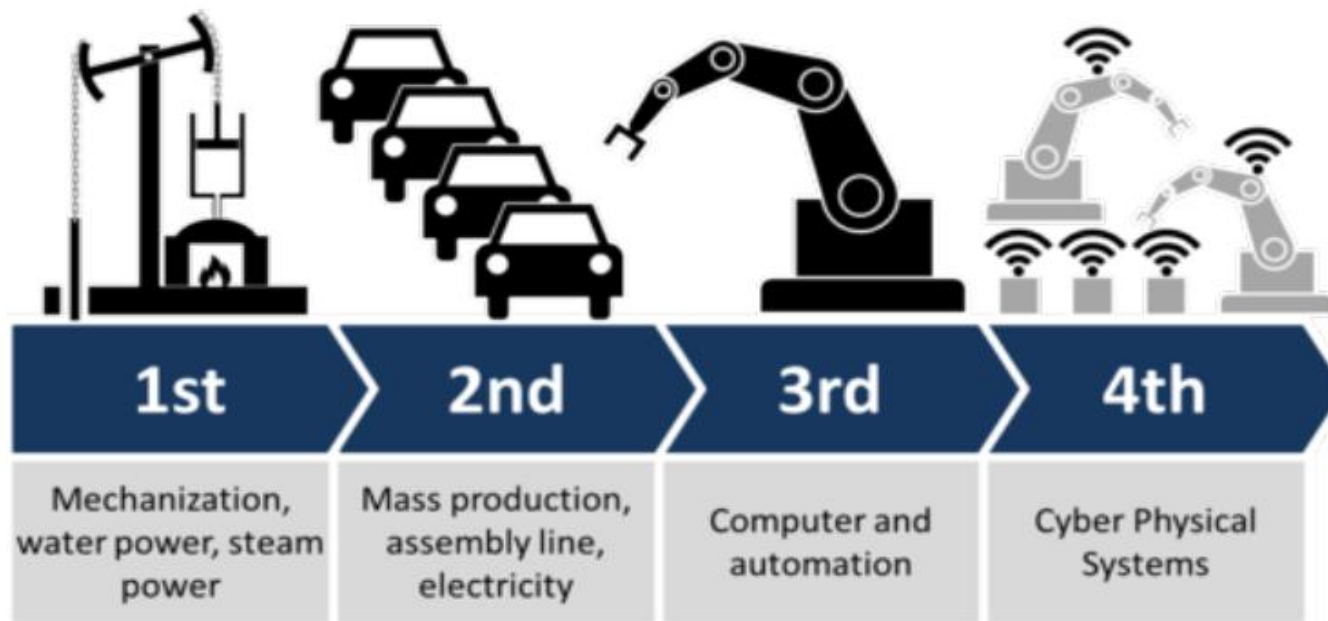 1st
2nd
3rd
4th
Mechanization,
water power, steam
power
Mass production,
assembly line,
electricity
Computer and
automation
Cyber Physical
Systems